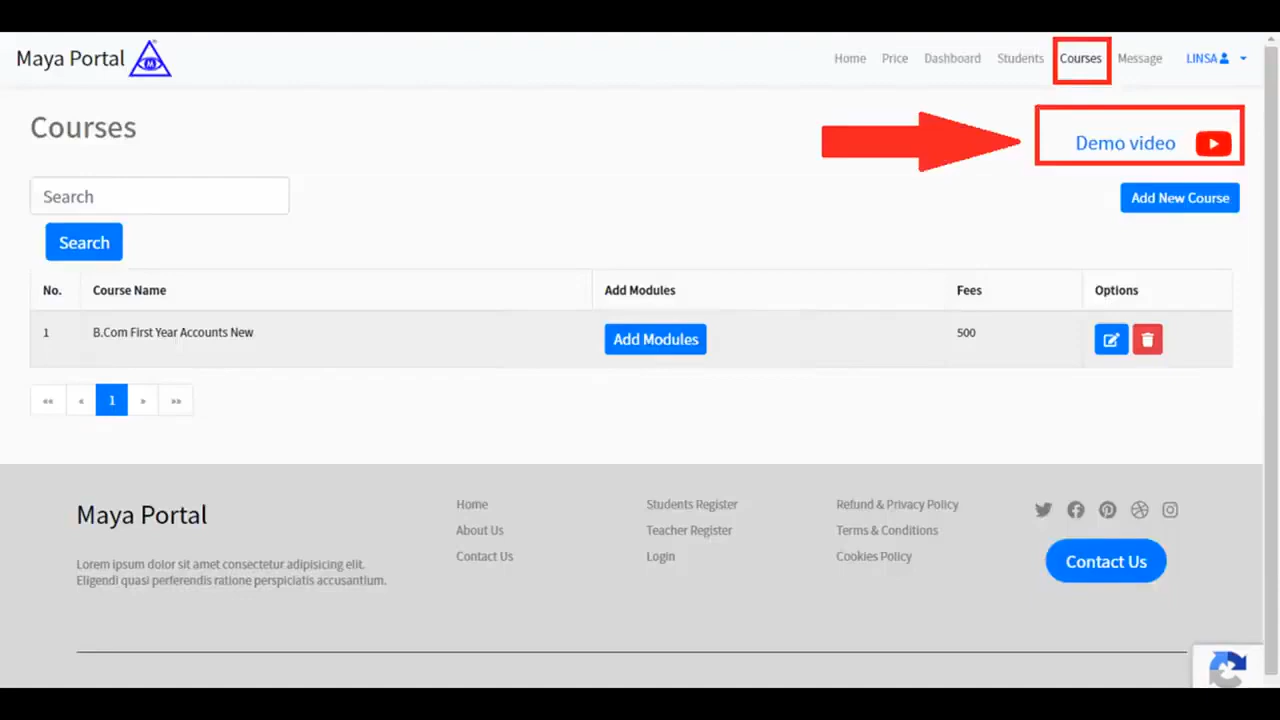 Maya Portal
Home Price Dashboard Students Courses Message LINSA
Courses
Demo video
Search
Add New Course
Search
No. Course Name Add Modules Fees Options
1 B.Com First Year Accounts New Add Modules 500
«« « 1 » »»
Maya Portal
Lorem ipsum dolor sit amet consectetur adipisicing elit.
Eligendi quasi perferendis ratione perspiciatis accusantium.
Home
About Us
Contact Us
Students Register
Teacher Register
Login
Refund & Privacy Policy
Terms & Conditions
Cookies Policy
Contact Us